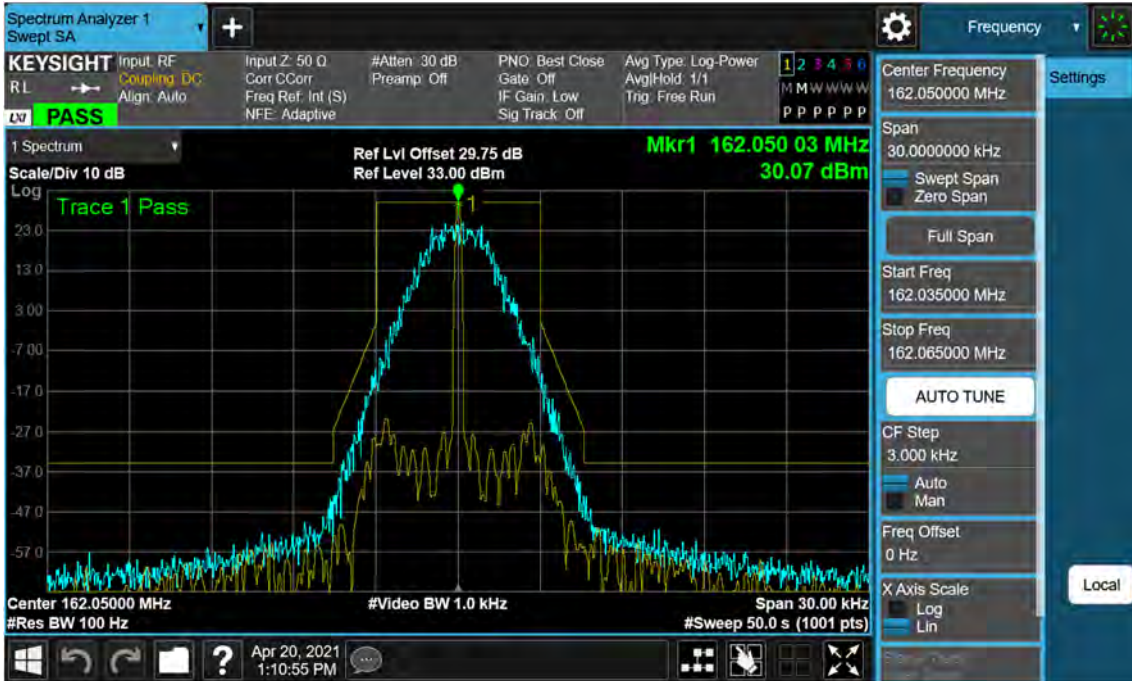 Spectrum Analyzer 1
Swept SA
+
Frequency
KEYSIGHT
RL
LXI
PASS
Input: RF
Coupling: DC
Align: Auto
Input Z: 50 Ω
Corr CCorr
Freq Ref: Int (S)
NFE: Adaptive
#Atten: 30 dB
Preamp: Off
PNO: Best Close
Gate: Off
IF Gain: Low
Sig Track: Off
Avg Type: Log-Power
Avg|Hold: 1/1
Trig: Free Run
1 2 3 4 5 6
M M W W W W
P P P P P P
1 Spectrum
Scale/Div 10 dB
Ref Lvl Offset 29.75 dB
Ref Level 33.00 dBm
Mkr1 162.050 03 MHz
30.07 dBm
Log
Trace 1 Pass
1
23.0
13.0
3.00
-7.00
-17.0
-27.0
-37.0
-47.0
-57.0
Center 162.05000 MHz
#Video BW 1.0 kHz
Span 30.00 kHz
#Res BW 100 Hz
#Sweep 50.0 s (1001 pts)
?
Apr 20, 2021
1:10:55 PM
Center Frequency
162.050000 MHz
Settings
Span
30.0000000 kHz
Swept Span
Zero Span
Full Span
Start Freq
162.035000 MHz
Stop Freq
162.065000 MHz
AUTO TUNE
CF Step
3.000 kHz
Auto
Man
Freq Offset
0 Hz
X Axis Scale
Log
Lin
Local